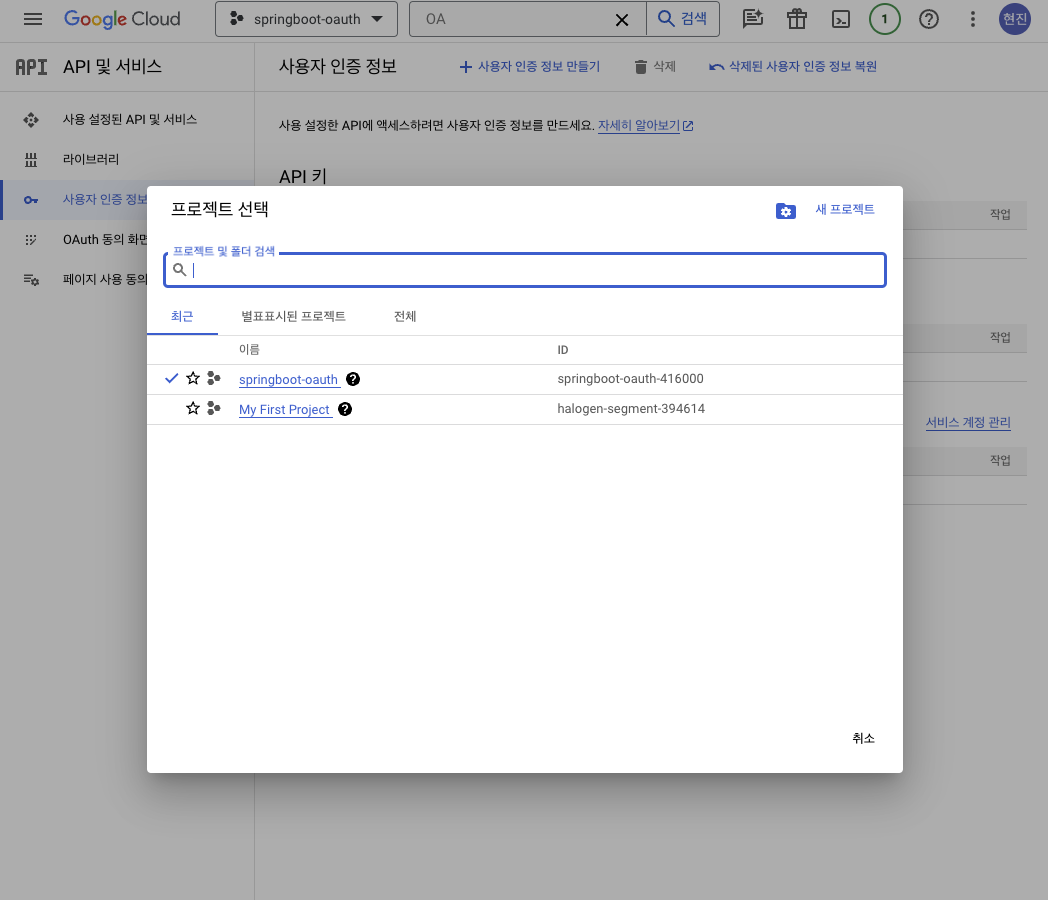 Google Cloud springboot-oauth OA 검색 1 현진
API API 및 서비스 사용자 인증 정보 사용자 인증 정보 만들기 삭제 삭제된 사용자 인증 정보 복원
사용 설정된 API 및 서비스
라이브러리
사용자 인증 정보
OAuth 동의 화면
페이지 사용 동의
사용 설정한 API에 액세스하려면 사용자 인증 정보를 만드세요. 자세히 알아보기
API 키
작업
작업
서비스 계정 관리
작업
프로젝트 선택 새 프로젝트
프로젝트 및 폴더 검색
최근 별표표시된 프로젝트 전체
이름 ID
springboot-oauth springboot-oauth-416000
My First Project halogen-segment-394614
취소